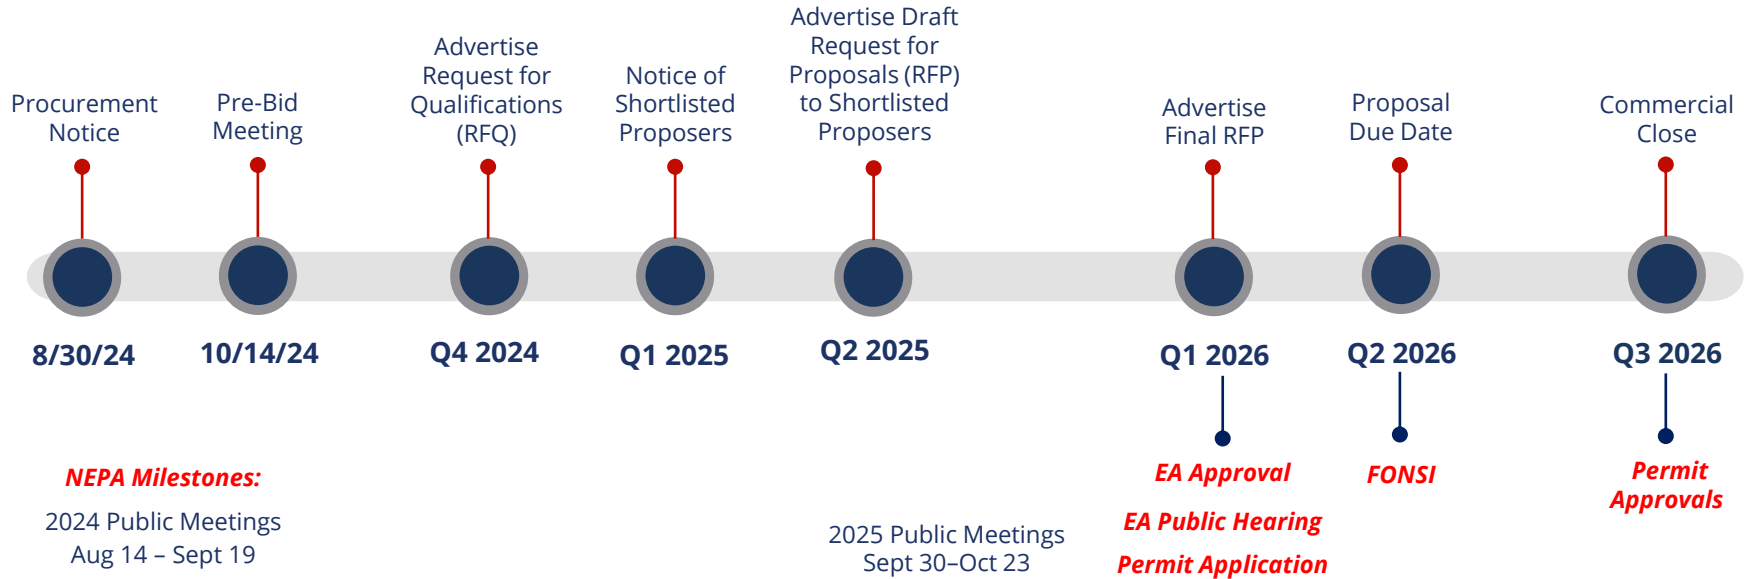 Procurement
Notice
Pre-Bid
Meeting
Advertise
Request for
Qualifications
(RFQ)
Notice of
Shortlisted
Proposers
Advertise Draft
Request for
Proposals (RFP)
to Shortlisted
Proposers
Advertise
Final RFP
Proposal
Due Date
Commercial
Close
8/30/24
10/14/24
Q4 2024
Q1 2025
Q2 2025
Q1 2026
Q2 2026
Q3 2026
NEPA Milestones:
2024 Public Meetings
Aug 14 – Sept 19
2025 Public Meetings
Sept 30–Oct 23
EA Approval
EA Public Hearing
Permit Application
FONSI
Permit
Approvals